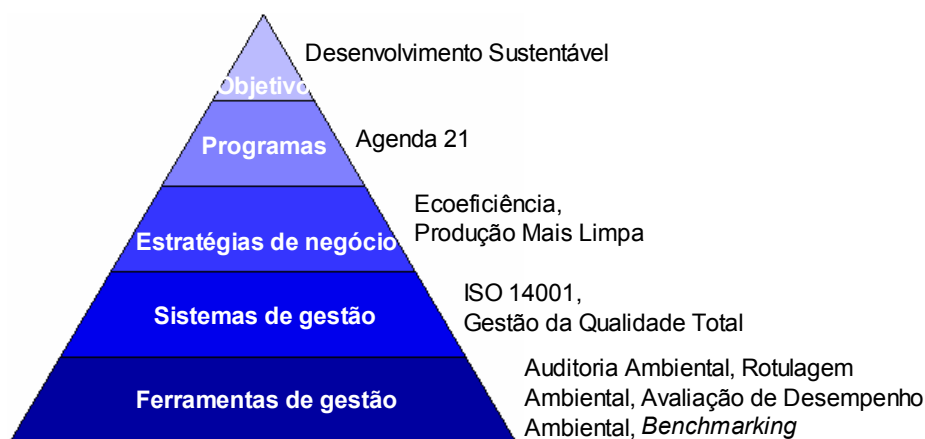 Desenvolvimento Sustentável
Objetivo
Programas
Agenda 21
Ecoeficiência,
Produção Mais Limpa
Estratégias de negócio
ISO 14001,
Gestão da Qualidade Total
Sistemas de gestão
Auditoria Ambiental, Rotulagem
Ambiental, Avaliação de Desempenho
Ambiental, Benchmarking
Ferramentas de gestão